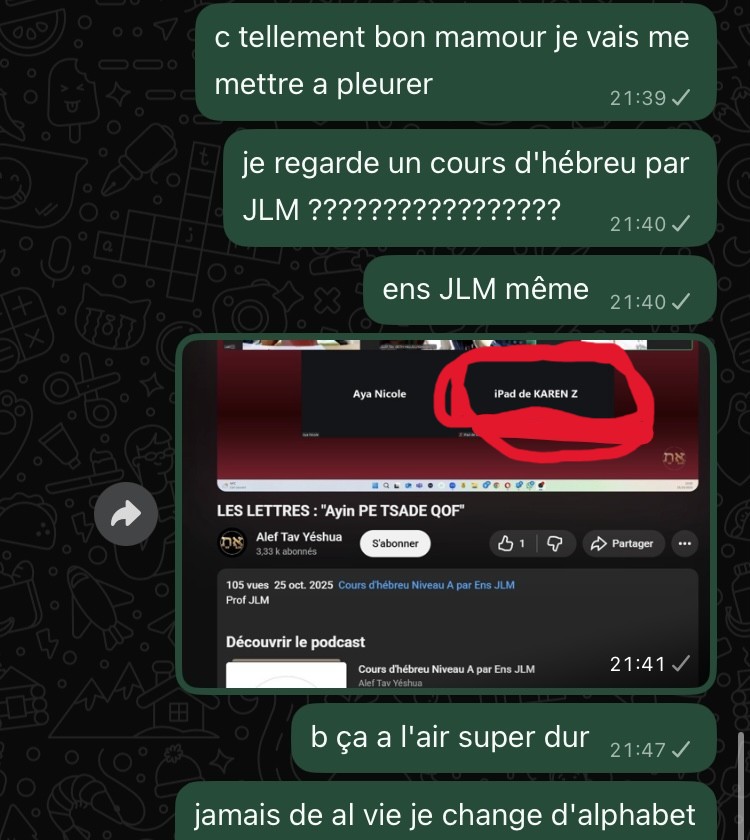 c tellement bon mamour je vais me
mettre a pleurer
21:39
je regarde un cours d'hébreu par
JLM ?????????????????
21:40
ens JLM même
21:40
Aya Nicole
iPad de KAREN Z
את
LES LETTRES : "Ayin PE TSADE QOF"
את
Alef Tav Yéshua
3,33 k abonnés
S'abonner
1
Partager
105 vues 25 oct. 2025 Cours d'hébreu Niveau A par Ens JLM
Prof JLM
Découvrir le podcast
Cours d'hébreu Niveau A par Ens JLM
Alef Tav Yéshua
21:41
b ça a l'air super dur
21:47
jamais de al vie je change d'alphabet